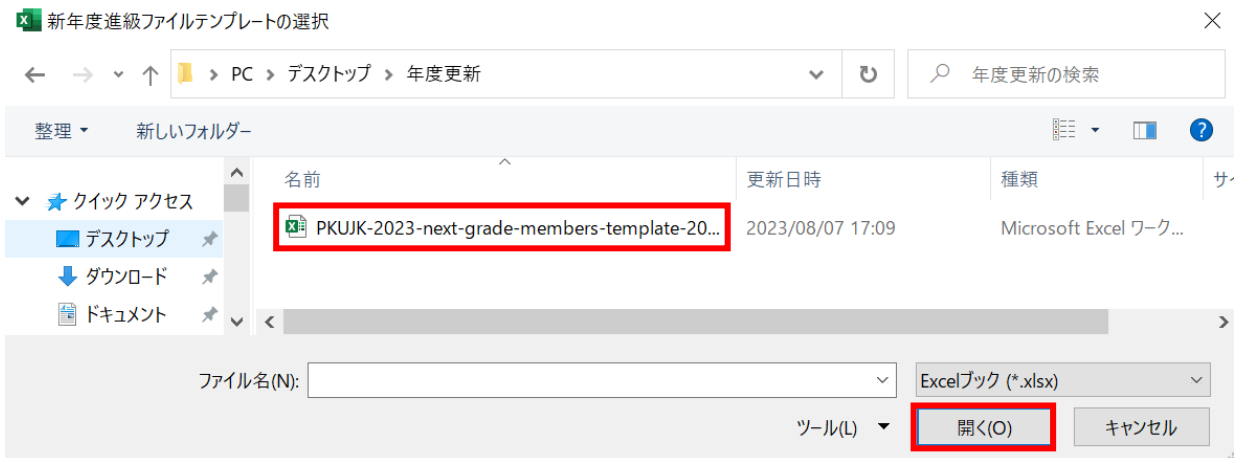 新年度進級ファイルテンプレートの選択
PC > デスクトップ > 年度更新
年度更新の検索
整理
新しいフォルダー
名前
更新日時
種類
サイ
クイック アクセス
デスクトップ
ダウンロード
ドキュメント
PKUJK-2023-next-grade-members-template-20...
2023/08/07 17:09
Microsoft Excel ワーク...
ファイル名(N):
Excelブック (*.xlsx)
ツール(L)
開く(O)
キャンセル